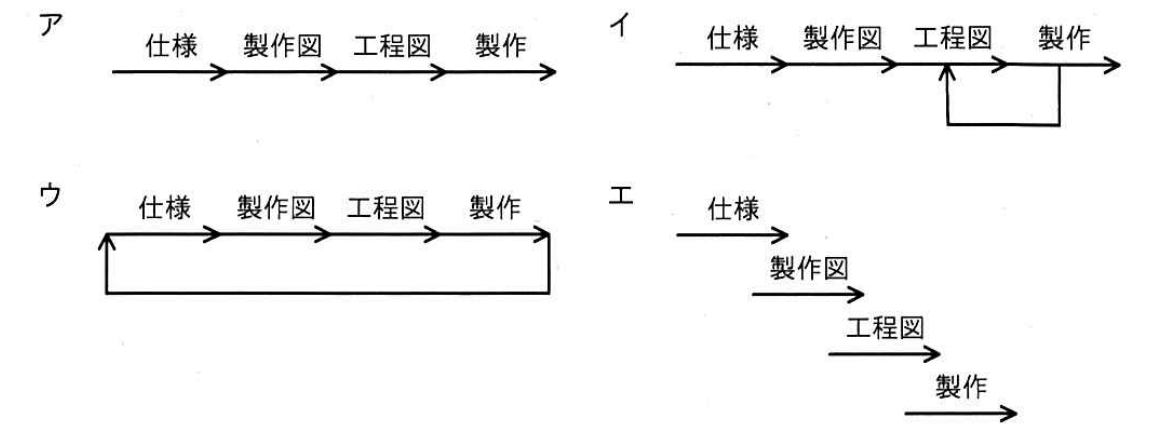 ア
仕様 製作図 工程図 製作
イ
仕様 製作図 工程図 製作
ウ
仕様 製作図 工程図 製作
エ
仕様
製作図
工程図
製作